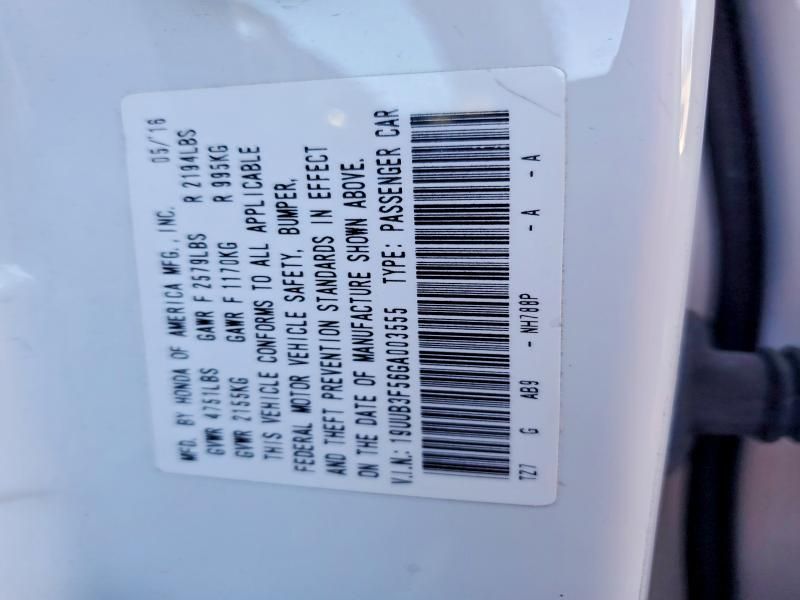 MFD. BY HONDA OF AMERICA MFG., INC. 05/'16
GVWR 4751LBS GAWR F 2579LBS R 2194LBS
GVWR 2155KG GAWR F 1170KG R 995KG
THIS VEHICLE CONFORMS TO ALL APPLICABLE
FEDERAL MOTOR VEHICLE SAFETY, BUMPER,
AND THEFT PREVENTION STANDARDS IN EFFECT
ON THE DATE OF MANUFACTURE SHOWN ABOVE.
V.I.N.: 19UUB3F56GA003555 TYPE: PASSENGER CAR
TZ7 G AB9 - NH788P - A - A